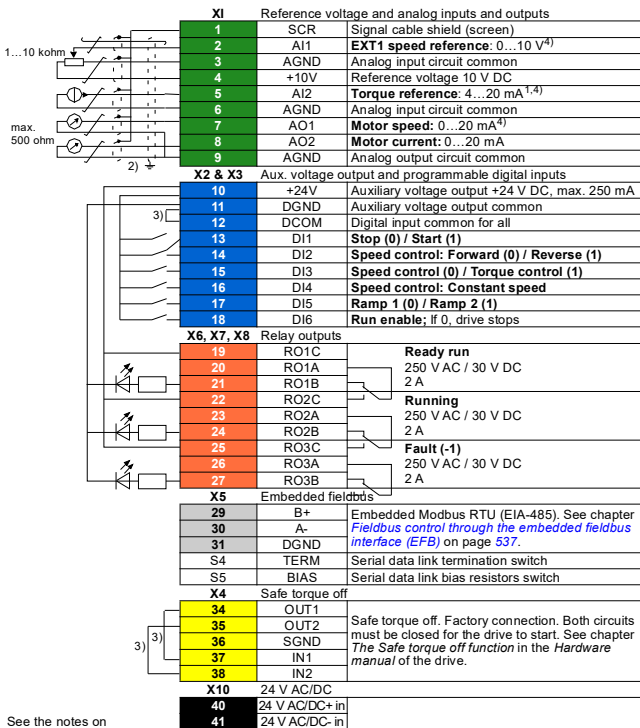 XI Reference voltage and analog inputs and outputs
1 SCR Signal cable shield (screen)
1…10 kohm
2 AI1 EXT1 speed reference: 0…10 V4)
3 AGND Analog input circuit common
4 +10V Reference voltage 10 V DC
5 AI2 Torque reference: 4…20 mA1,4)
6 AGND Analog input circuit common
max.
500 ohm
7 AO1 Motor speed: 0…20 mA4)
8 AO2 Motor current: 0…20 mA
9 AGND Analog output circuit common
2)
X2 & X3 Aux. voltage output and programmable digital inputs
10 +24V Auxiliary voltage output +24 V DC, max. 250 mA
11 DGND Auxiliary voltage output common
3)
12 DCOM Digital input common for all
13 DI1 Stop (0) / Start (1)
14 DI2 Speed control: Forward (0) / Reverse (1)
15 DI3 Speed control (0) / Torque control (1)
16 DI4 Speed control: Constant speed
17 DI5 Ramp 1 (0) / Ramp 2 (1)
18 DI6 Run enable; If 0, drive stops
X6, X7, X8 Relay outputs
19 RO1C Ready run
20 RO1A 250 V AC / 30 V DC
21 RO1B 2 A
22 RO2C Running
23 RO2A 250 V AC / 30 V DC
24 RO2B 2 A
25 RO3C Fault (-1)
26 RO3A 250 V AC / 30 V DC
27 RO3B 2 A
X5 Embedded fieldbus
29 B+ Embedded Modbus RTU (EIA-485). See chapter
30 A- Fieldbus control through the embedded fieldbus
31 DGND interface (EFB) on page 537.
S4 TERM Serial data link termination switch
S5 BIAS Serial data link bias resistors switch
X4 Safe torque off
34 OUT1
35 OUT2 Safe torque off. Factory connection. Both circuits
36 SGND must be closed for the drive to start. See chapter
37 IN1 The Safe torque off function in the Hardware
38 IN2 manual of the drive.
3) 3)
X10 24 V AC/DC
40 24 V AC/DC+ in
See the notes on
41 24 V AC/DC- in